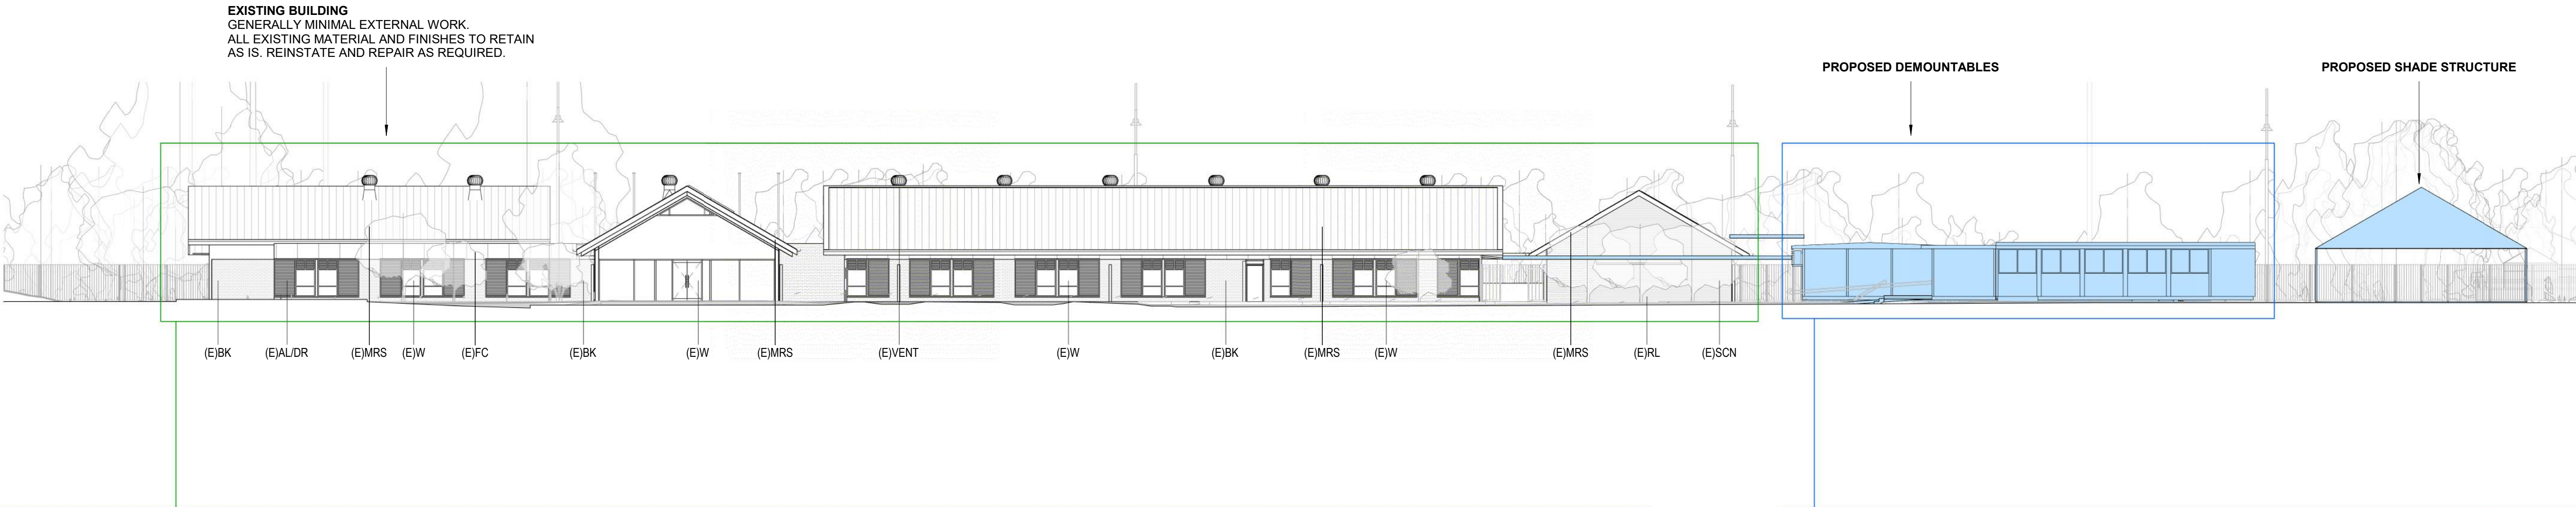 EXISTING BUILDING
GENERALLY MINIMAL EXTERNAL WORK.
ALL EXISTING MATERIAL AND FINISHES TO RETAIN
AS IS. REINSTATE AND REPAIR AS REQUIRED.
PROPOSED DEMOUNTABLES
PROPOSED SHADE STRUCTURE
(E)BK (E)AL/DR (E)MRS (E)W (E)FC (E)BK (E)W (E)MRS (E)VENT (E)W (E)BK (E)MRS (E)W (E)MRS (E)RL (E)SCN